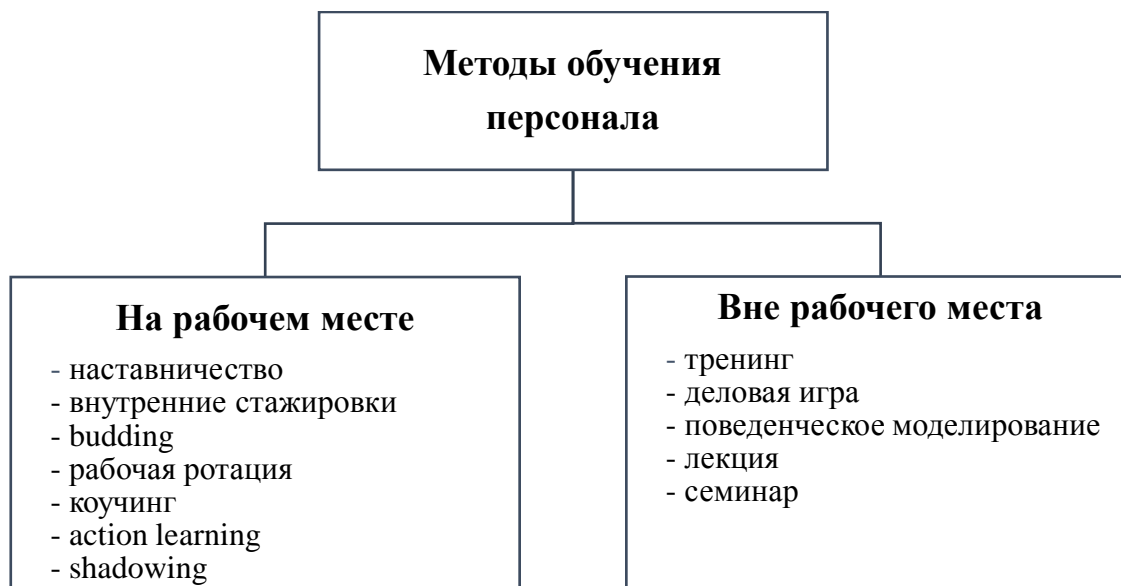 Методы обучения
персонала
На рабочем месте
- наставничество
- внутренние стажировки
- budding
- рабочая ротация
- коучинг
- action learning
- shadowing
Вне рабочего места
- тренинг
- деловая игра
- поведенческое моделирование
- лекция
- семинар